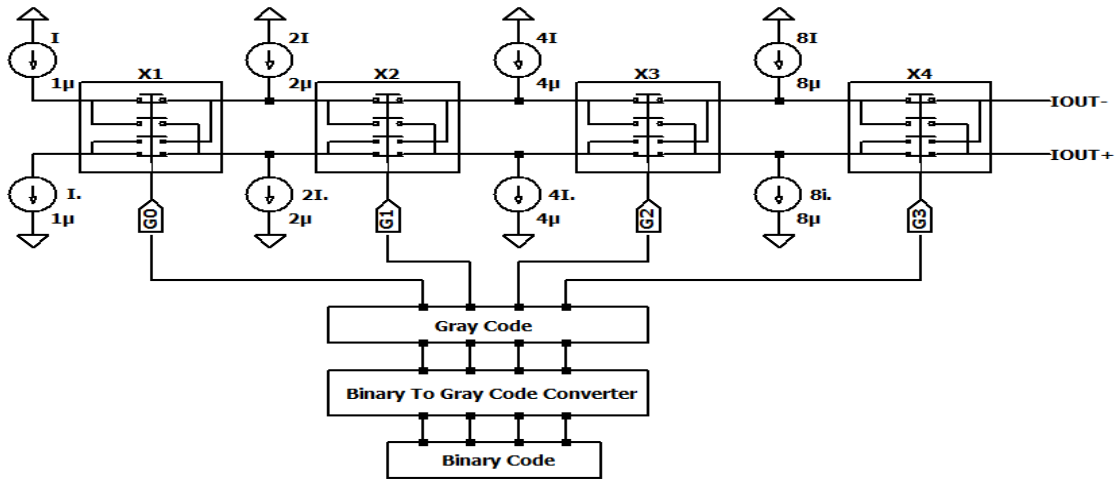 I 2I 4I 8I
1µ X1 2µ X2 4µ X3 8µ X4
IOUT-
IOUT+
I. 2I. 4I. 8i.
1µ G0 2µ G1 4µ G2 8µ G3
Gray Code
Binary To Gray Code Converter
Binary Code